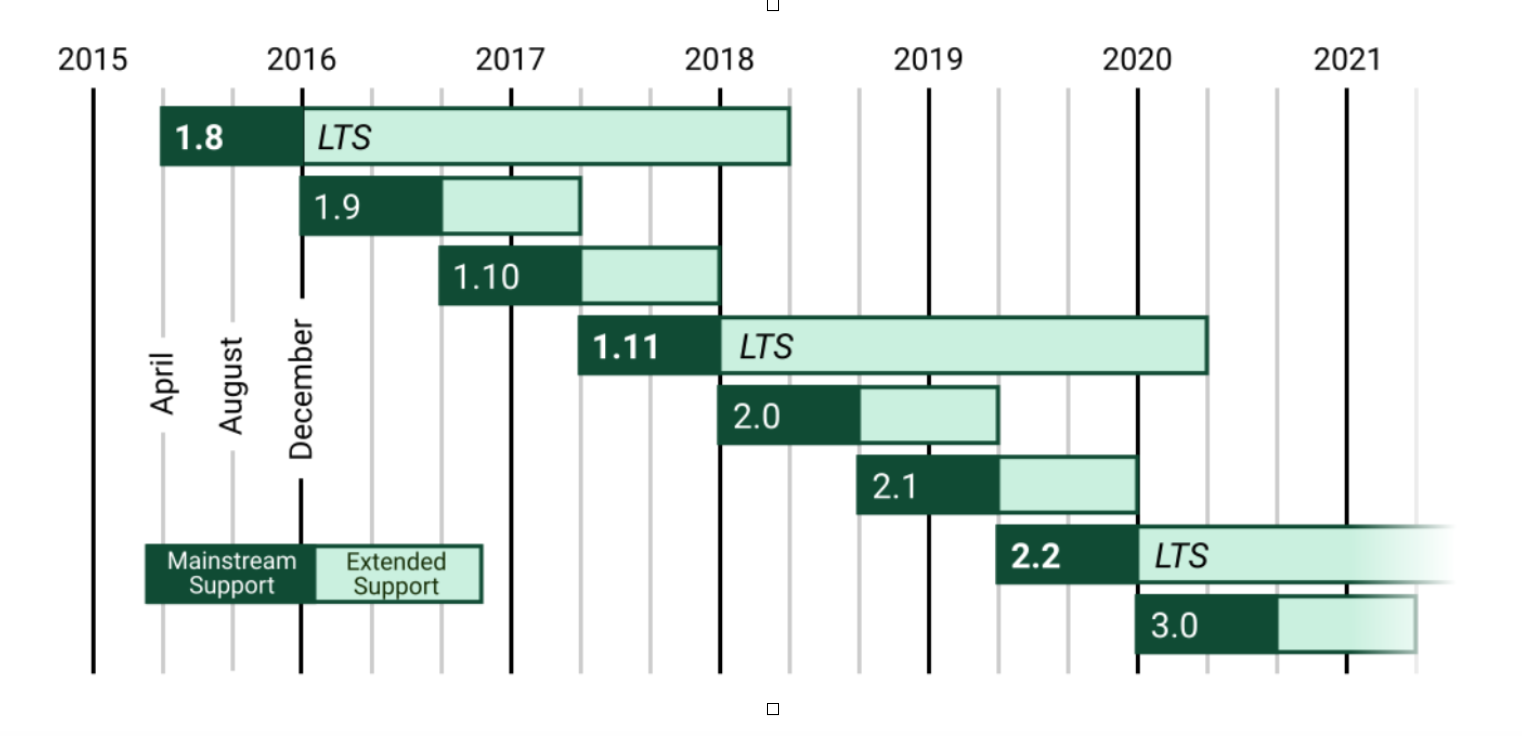 2015 2016 2017 2018 2019 2020 2021
1.8 LTS
1.9
1.10
1.11 LTS
April
August
December
2.0
2.1
2.2 LTS
Mainstream
Support
Extended
Support
3.0